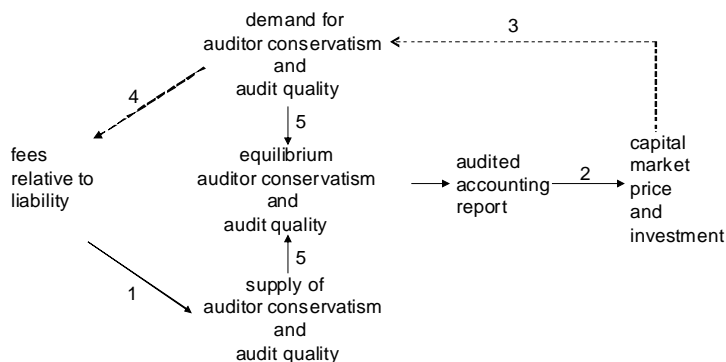 demand for
auditor conservatism
and
audit quality
3
4
5
fees
relative to
liability
equilibrium
auditor conservatism
and
audit quality
audited
accounting
report
2
capital
market
price
and
investment
5
1
supply of
auditor conservatism
and
audit quality